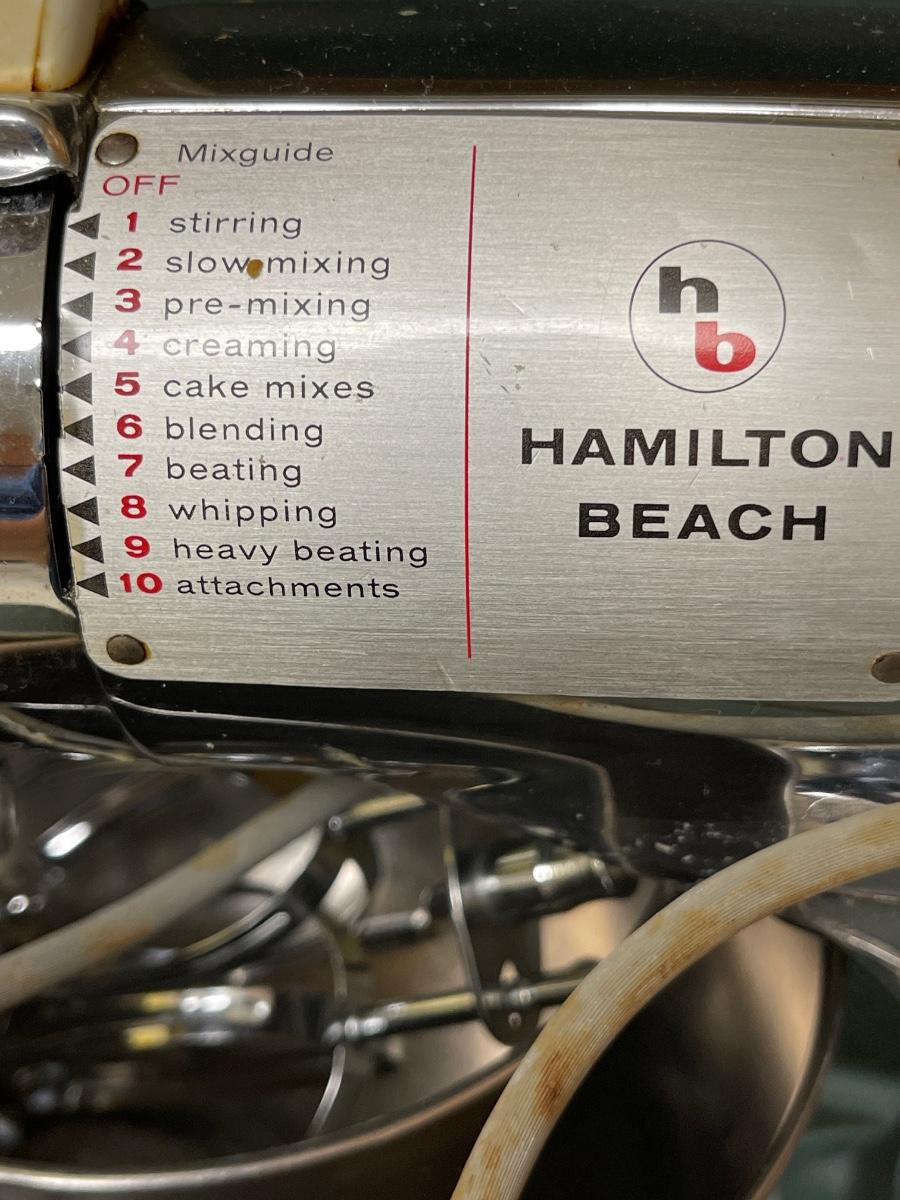 Mixguide
OFF
1 stirring
2 slow mixing
3 pre-mixing
4 creaming
5 cake mixes
6 blending
7 beating
8 whipping
9 heavy beating
10 attachments
h
b
HAMILTON
BEACH